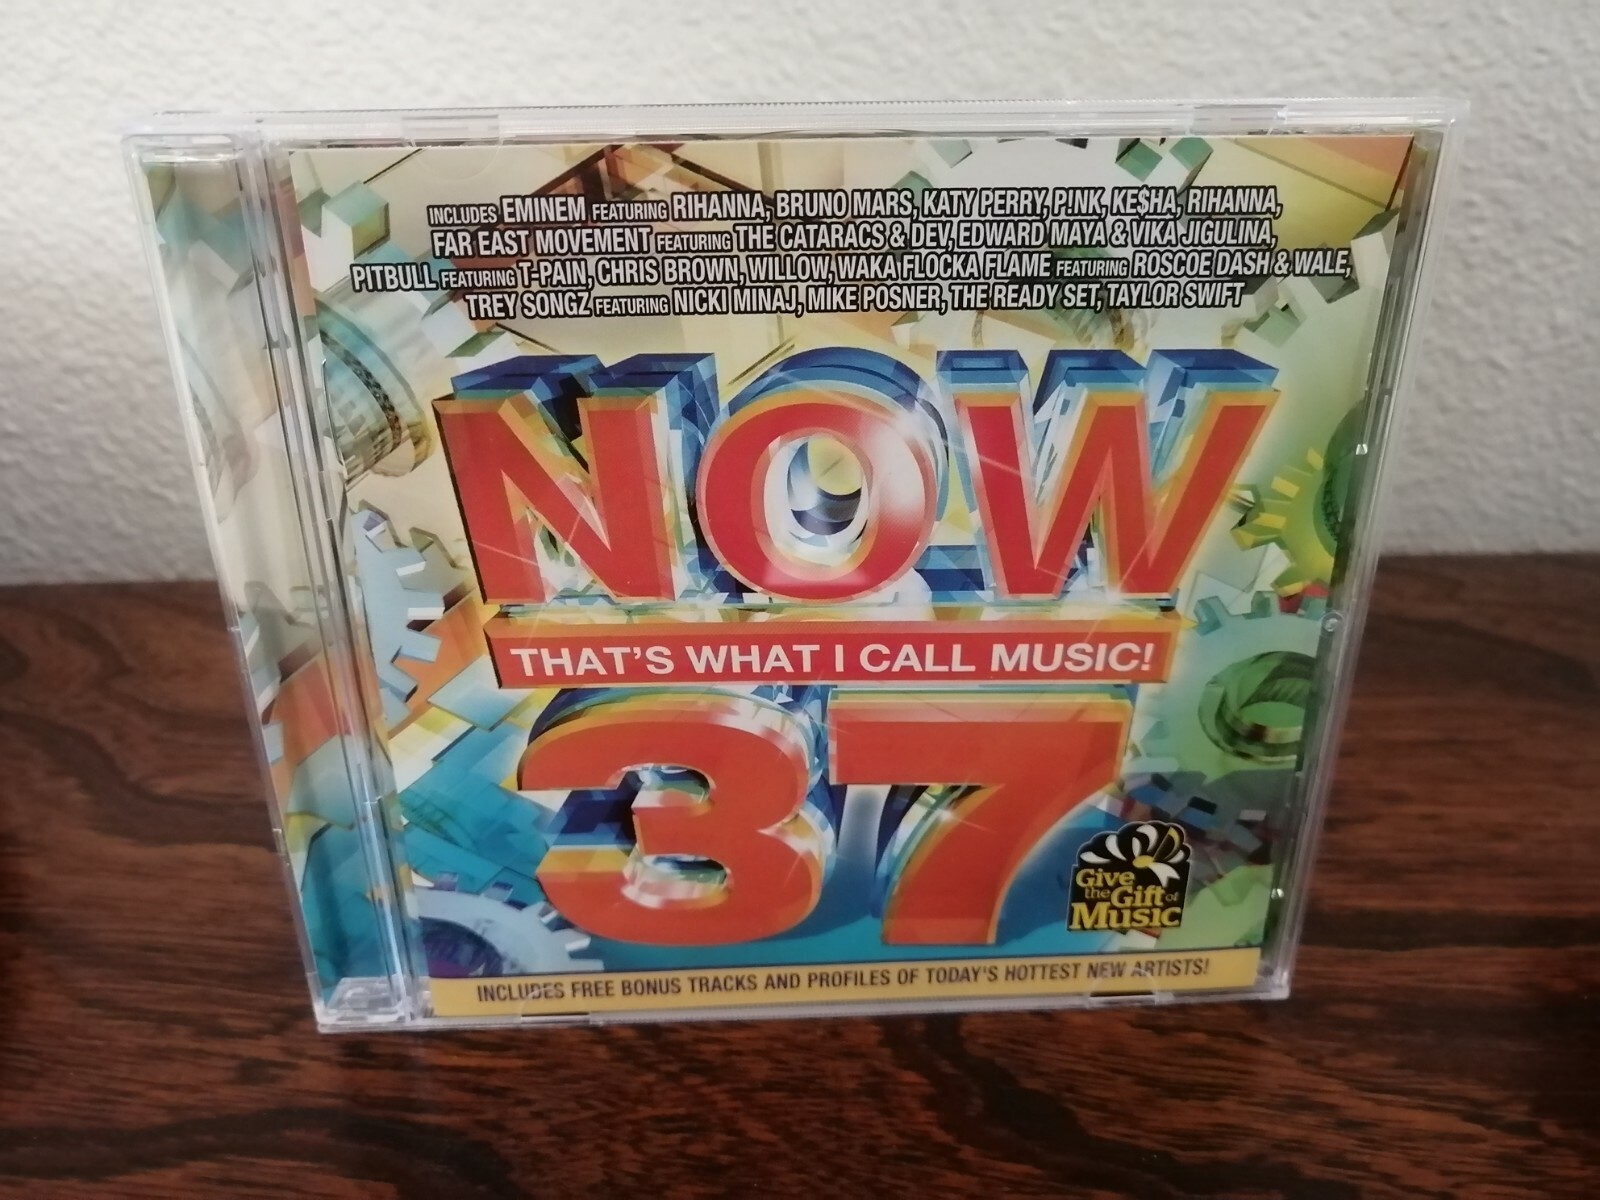 INCLUDES EMINEM FEATURING RIHANNA, BRUNO MARS, KATY PERRY, P!NK, KE$HA, RIHANNA,
FAR EAST MOVEMENT FEATURING THE CATARACS & DEV, EDWARD MAYA & VIKA JIGULINA,
PITBULL FEATURING T-PAIN, CHRIS BROWN, WILLOW, WAKA FLOCKA FLAME FEATURING ROSCOE DASH & WALE,
TREY SONGZ FEATURING NICKI MINAJ, MIKE POSNER, THE READY SET, TAYLOR SWIFT
NOW
THAT'S WHAT I CALL MUSIC!
37
Give
the Gift of
Music
INCLUDES FREE BONUS TRACKS AND PROFILES OF TODAY'S HOTTEST NEW ARTISTS!